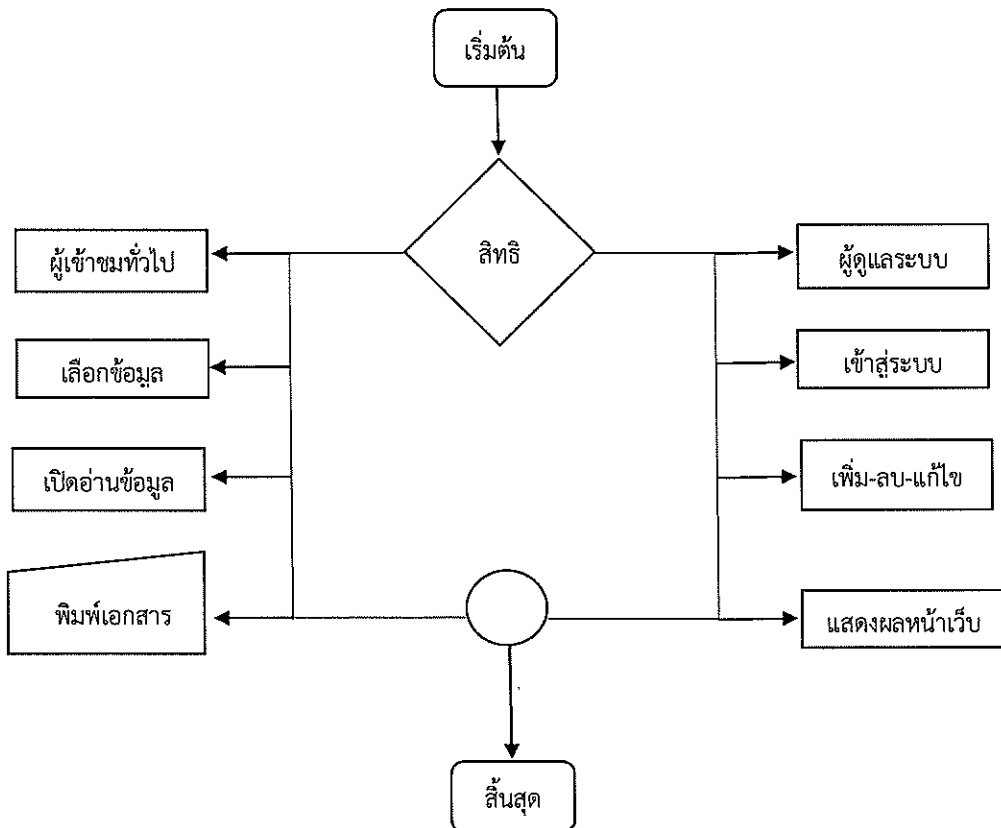 เริ่มต้น
สิทธิ
ผู้เข้าชมทั่วไป
ผู้ดูแลระบบ
เลือกข้อมูล
เข้าสู่ระบบ
เปิดอ่านข้อมูล
เพิ่ม-ลบ-แก้ไข
พิมพ์เอกสาร
แสดงผลหน้าเว็บ
สิ้นสุด